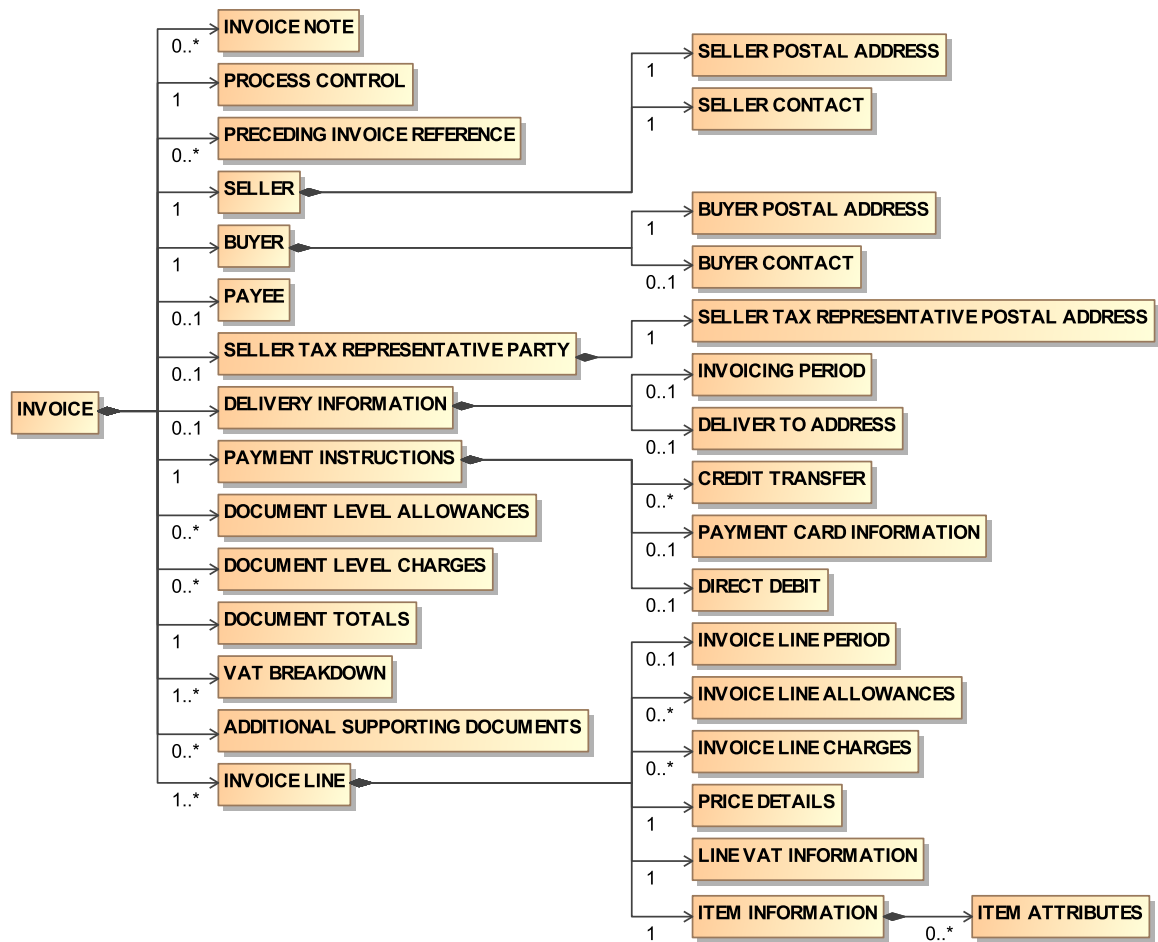 INVOICE
INVOICE NOTE
0..*
PROCESS CONTROL
1
PRECEDING INVOICE REFERENCE
0..*
SELLER
1
BUYER
1
PAYEE
0..1
SELLER TAX REPRESENTATIVE PARTY
0..1
DELIVERY INFORMATION
0..1
PAYMENT INSTRUCTIONS
1
DOCUMENT LEVEL ALLOWANCES
0..*
DOCUMENT LEVEL CHARGES
0..*
DOCUMENT TOTALS
1
VAT BREAKDOWN
1..*
ADDITIONAL SUPPORTING DOCUMENTS
0..*
INVOICE LINE
1..*
SELLER POSTAL ADDRESS
1
SELLER CONTACT
1
BUYER POSTAL ADDRESS
1
BUYER CONTACT
0..1
SELLER TAX REPRESENTATIVE POSTAL ADDRESS
1
INVOICING PERIOD
0..1
DELIVER TO ADDRESS
0..1
CREDIT TRANSFER
0..*
PAYMENT CARD INFORMATION
0..1
DIRECT DEBIT
0..1
INVOICE LINE PERIOD
0..1
INVOICE LINE ALLOWANCES
0..*
INVOICE LINE CHARGES
0..*
PRICE DETAILS
1
LINE VAT INFORMATION
1
ITEM INFORMATION
1
ITEM ATTRIBUTES
0..*